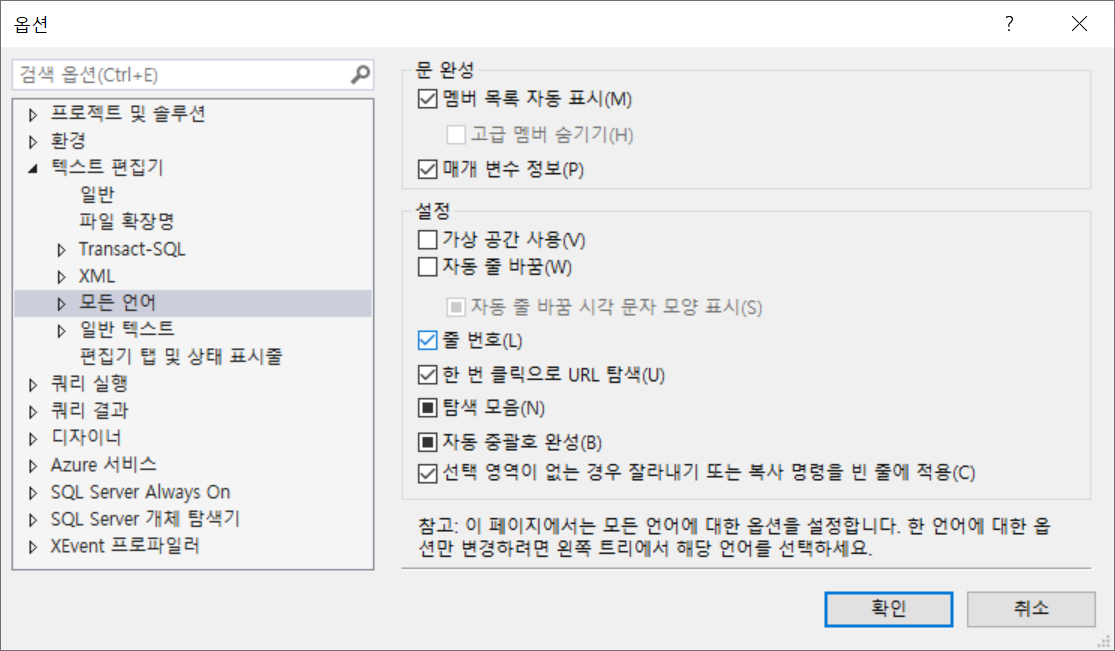 옵션
검색 옵션(Ctrl+E)
프로젝트 및 솔루션
환경
텍스트 편집기
일반
파일 확장명
Transact-SQL
XML
모든 언어
일반 텍스트
편집기 탭 및 상태 표시줄
쿼리 실행
쿼리 결과
디자이너
Azure 서비스
SQL Server Always On
SQL Server 개체 탐색기
XEvent 프로파일러
문 완성
멤버 목록 자동 표시(M)
고급 멤버 숨기기(H)
매개 변수 정보(P)
설정
가상 공간 사용(V)
자동 줄 바꿈(W)
자동 줄 바꿈 시각 문자 모양 표시(S)
줄 번호(L)
한 번 클릭으로 URL 탐색(U)
탐색 모음(N)
자동 중괄호 완성(B)
선택 영역이 없는 경우 잘라내기 또는 복사 명령을 빈 줄에 적용(C)
참고: 이 페이지에서는 모든 언어에 대한 옵션을 설정합니다. 한 언어에 대한 옵
션만 변경하려면 왼쪽 트리에서 해당 언어를 선택하세요.
확인
취소